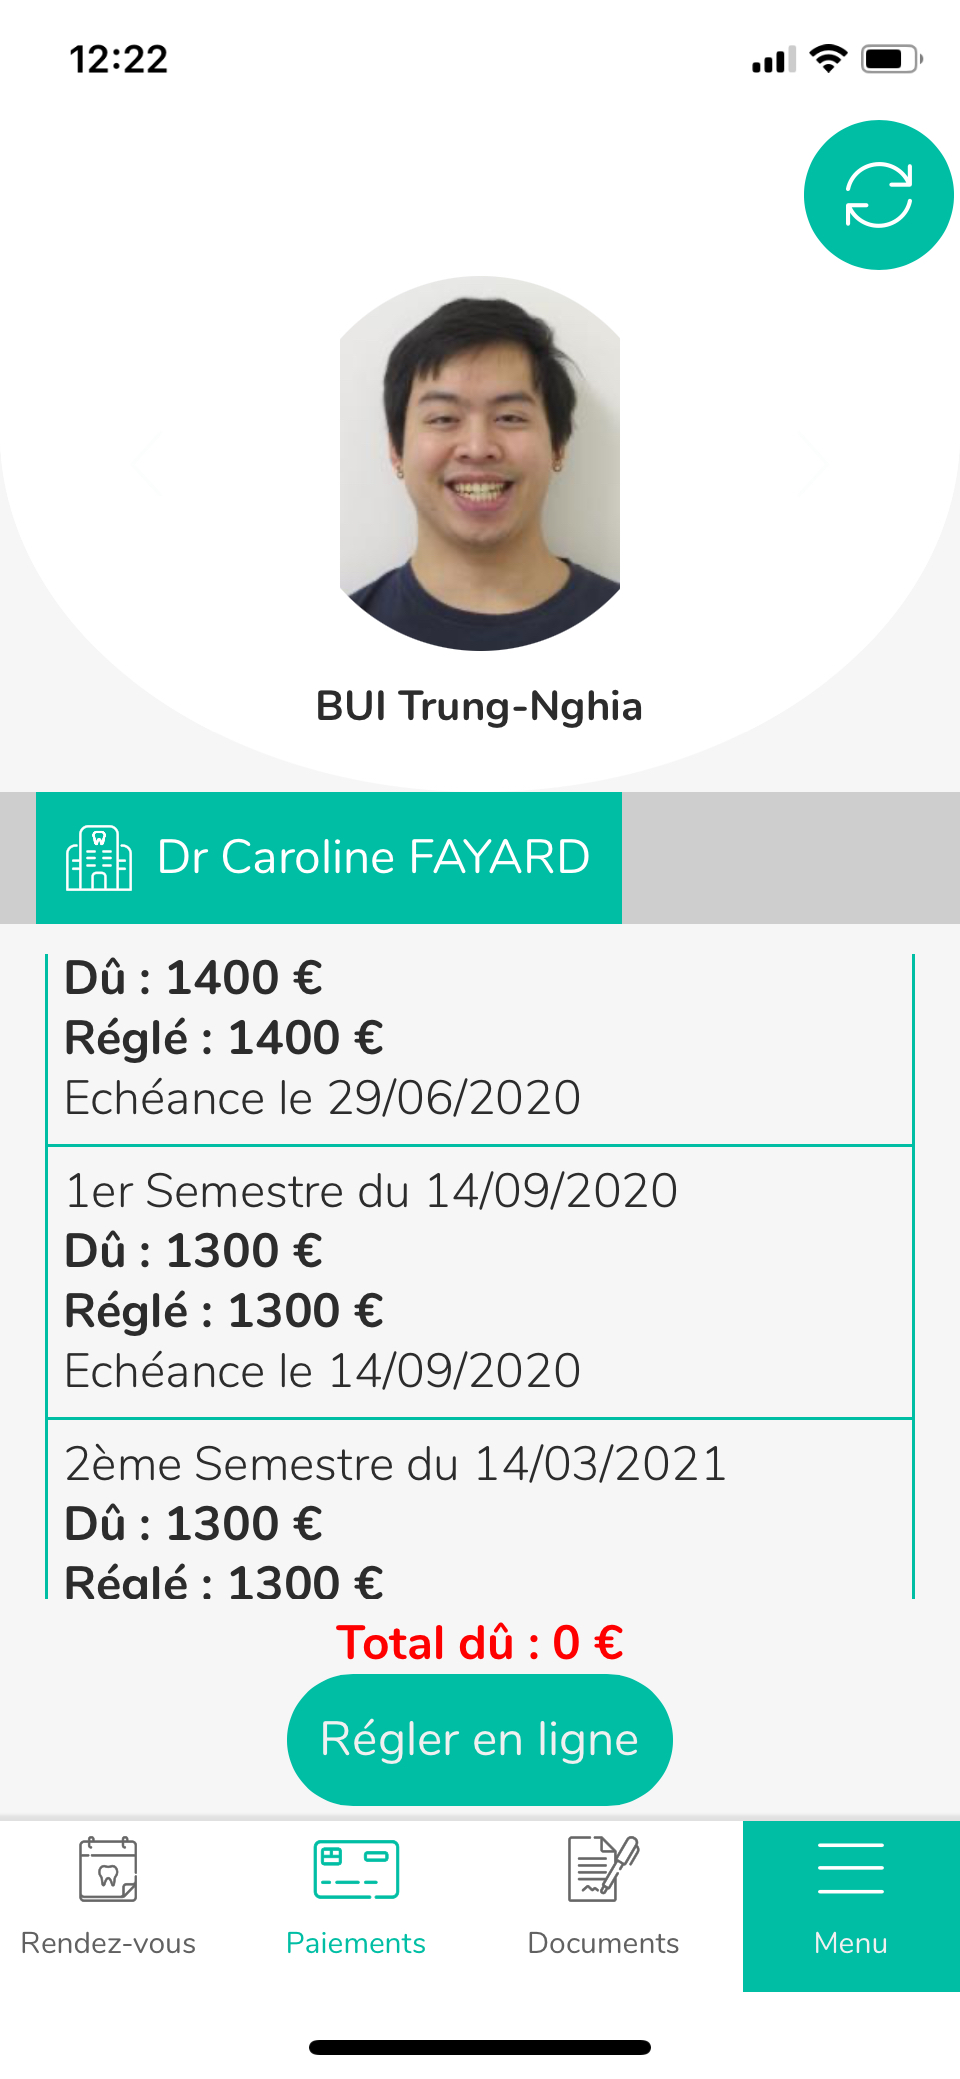 12:22
BUI Trung-Nghia
Dr Caroline FAYARD
Dû : 1400 €
Réglé : 1400 €
Echéance le 29/06/2020
1er Semestre du 14/09/2020
Dû : 1300 €
Réglé : 1300 €
Echéance le 14/09/2020
2ème Semestre du 14/03/2021
Dû : 1300 €
Réglé : 1300 €
Total dû : 0 €
Régler en ligne
Rendez-vous
Paiements
Documents
Menu